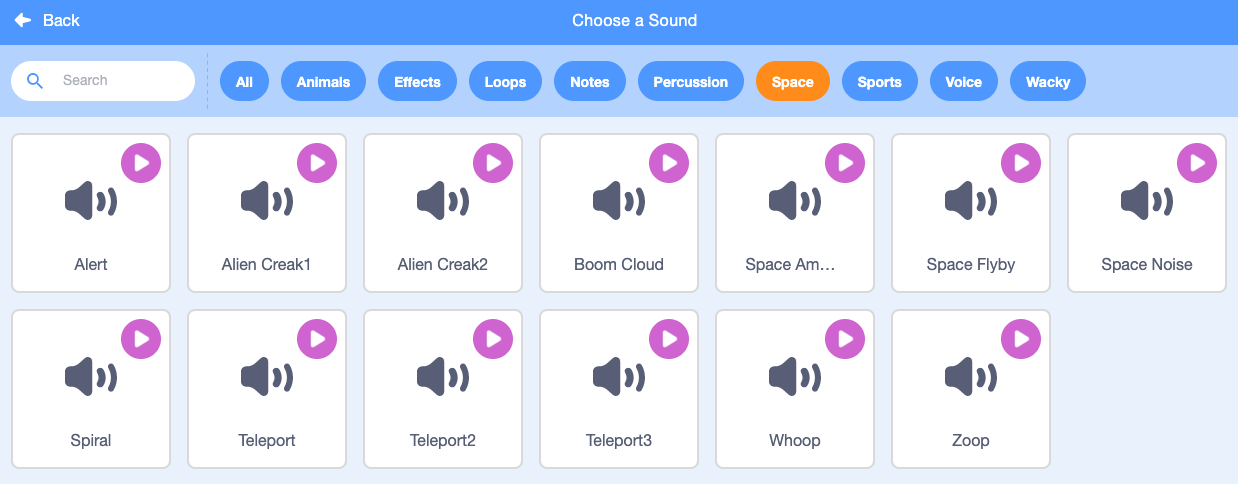 Back
Choose a Sound
Search
All Animals Effects Loops Notes Percussion Space Sports Voice Wacky
Alert Alien Creak1 Alien Creak2 Boom Cloud Space Am… Space Flyby Space Noise
Spiral Teleport Teleport2 Teleport3 Whoop Zoop